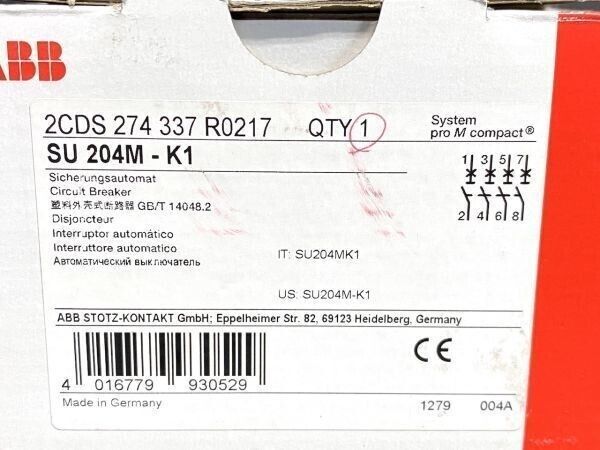 ABB
2CDS 274 337 R0217 QTY 1
System
pro M compact®
SU 204M - K1
1 3 5 7
Sicherungsautomat
Circuit Breaker
塑料外壳式断路器 GB/T 14048.2
2 4 6 8
Disjoncteur
Interruptor automático
Interruttore automatico
IT: SU204MK1
Автоматический выключатель
US: SU204M-K1
ABB STOTZ-KONTAKT GmbH; Eppelheimer Str. 82, 69123 Heidelberg, Germany
CE
4 016779 930529
Made in Germany
1279 004A